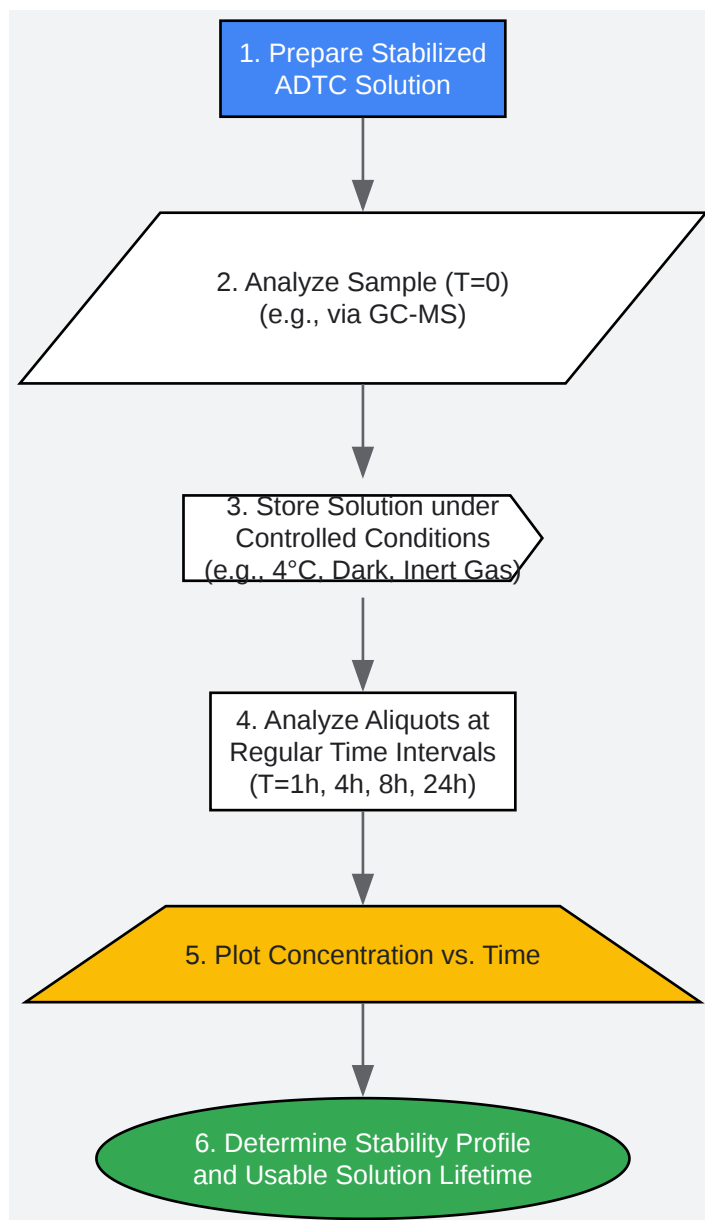 1. Prepare Stabilized
ADTC Solution
2. Analyze Sample (T=0)
(e.g., via GC-MS)
3. Store Solution under
Controlled Conditions
(e.g., 4°C, Dark, Inert Gas)
4. Analyze Aliquots at
Regular Time Intervals
(T=1h, 4h, 8h, 24h)
5. Plot Concentration vs. Time
6. Determine Stability Profile
and Usable Solution Lifetime